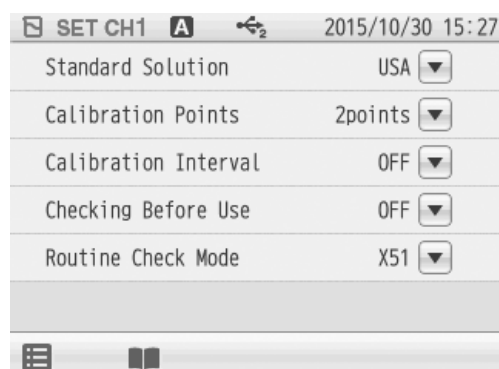 SET CH1 A 2 2015/10/30 15:27
Standard Solution USA
Calibration Points 2points
Calibration Interval OFF
Checking Before Use OFF
Routine Check Mode X51